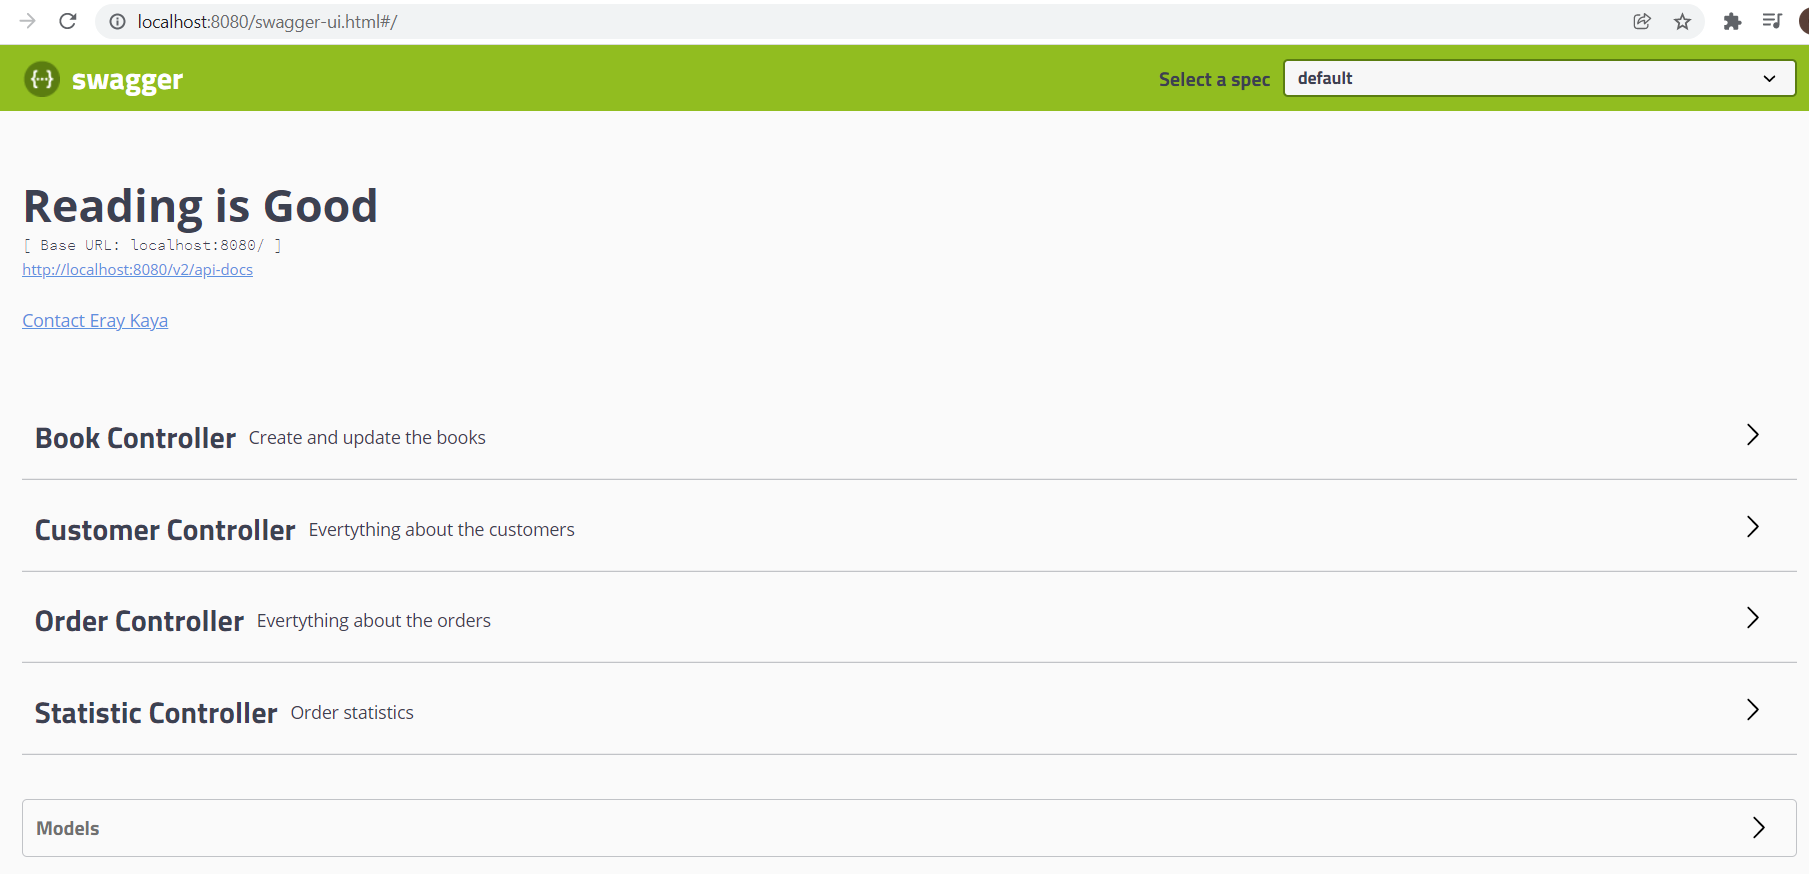 localhost:8080/swagger-ui.html#/
{···} swagger
Select a spec
default
Reading is Good
[ Base URL: localhost:8080/ ]
http://localhost:8080/v2/api-docs
Contact Eray Kaya
Book Controller Create and update the books
Customer Controller Evertything about the customers
Order Controller Evertything about the orders
Statistic Controller Order statistics
Models